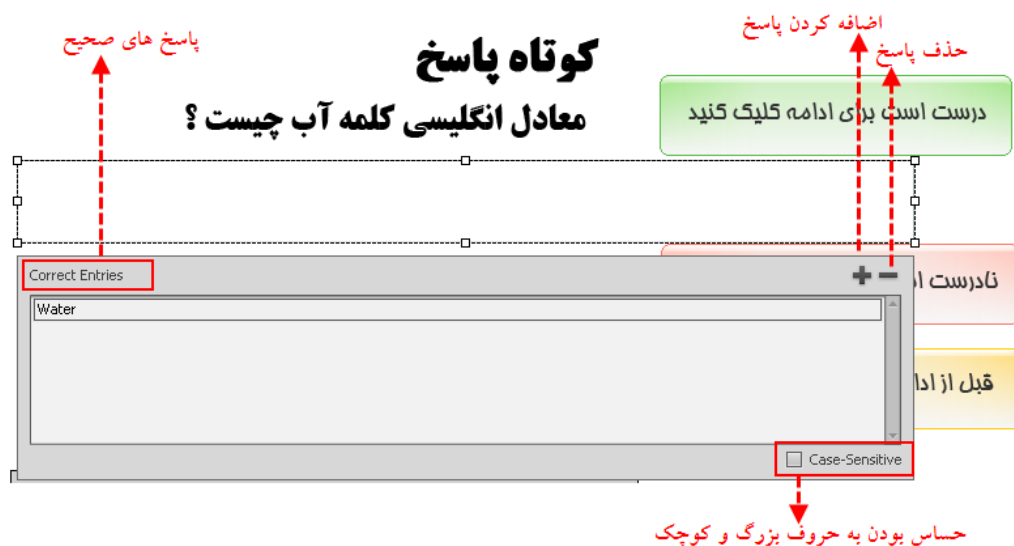 اضافه کردن پاسخ
پاسخ های صحیح
حذف پاسخ
کوتاه پاسخ
درست است برای ادامه کلیک کنید
معادل انگلیسی کلمه آب چیست ؟
Correct Entries
نادرست ا
Water
قبل از ادا
Case-Sensitive
حساس بودن به حروف بزرگ و کوچک